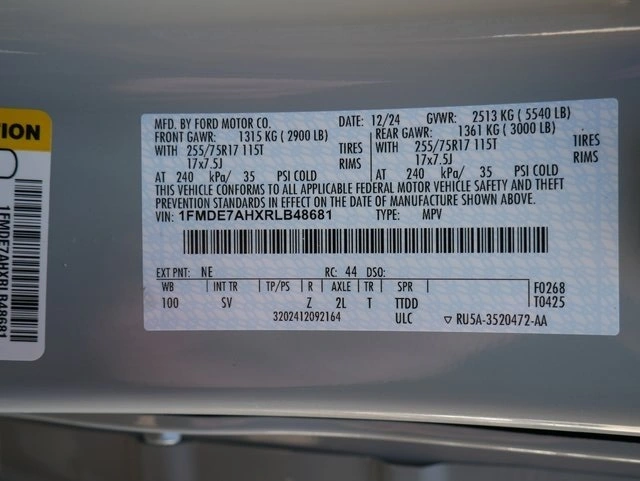 MFD. BY FORD MOTOR CO. DATE: 12/24 GVWR: 2513 KG ( 5540 LB)
FRONT GAWR: 1315 KG ( 2900 LB) REAR GAWR: 1361 KG ( 3000 LB)
WITH 255/75R17 115T TIRES WITH 255/75R17 115T TIRES
17x7.5J RIMS 17x7.5J RIMS
AT 240 kPa/ 35 PSI COLD AT 240 kPa/ 35 PSI COLD
THIS VEHICLE CONFORMS TO ALL APPLICABLE FEDERAL MOTOR VEHICLE SAFETY AND THEFT
PREVENTION STANDARDS IN EFFECT ON THE DATE OF MANUFACTURE SHOWN ABOVE.
VIN: 1FMDE7AHXRLB48681 TYPE: MPV
EXT PNT: NE RC: 44 DSO:
WB INT TR TP/PS R AXLE TR SPR F0268
100 SV Z 2L T TTDD T0425
3202412092164 ULC ▽ RU5A-3520472-AA
TION
1FMDE7AHXRLB48681